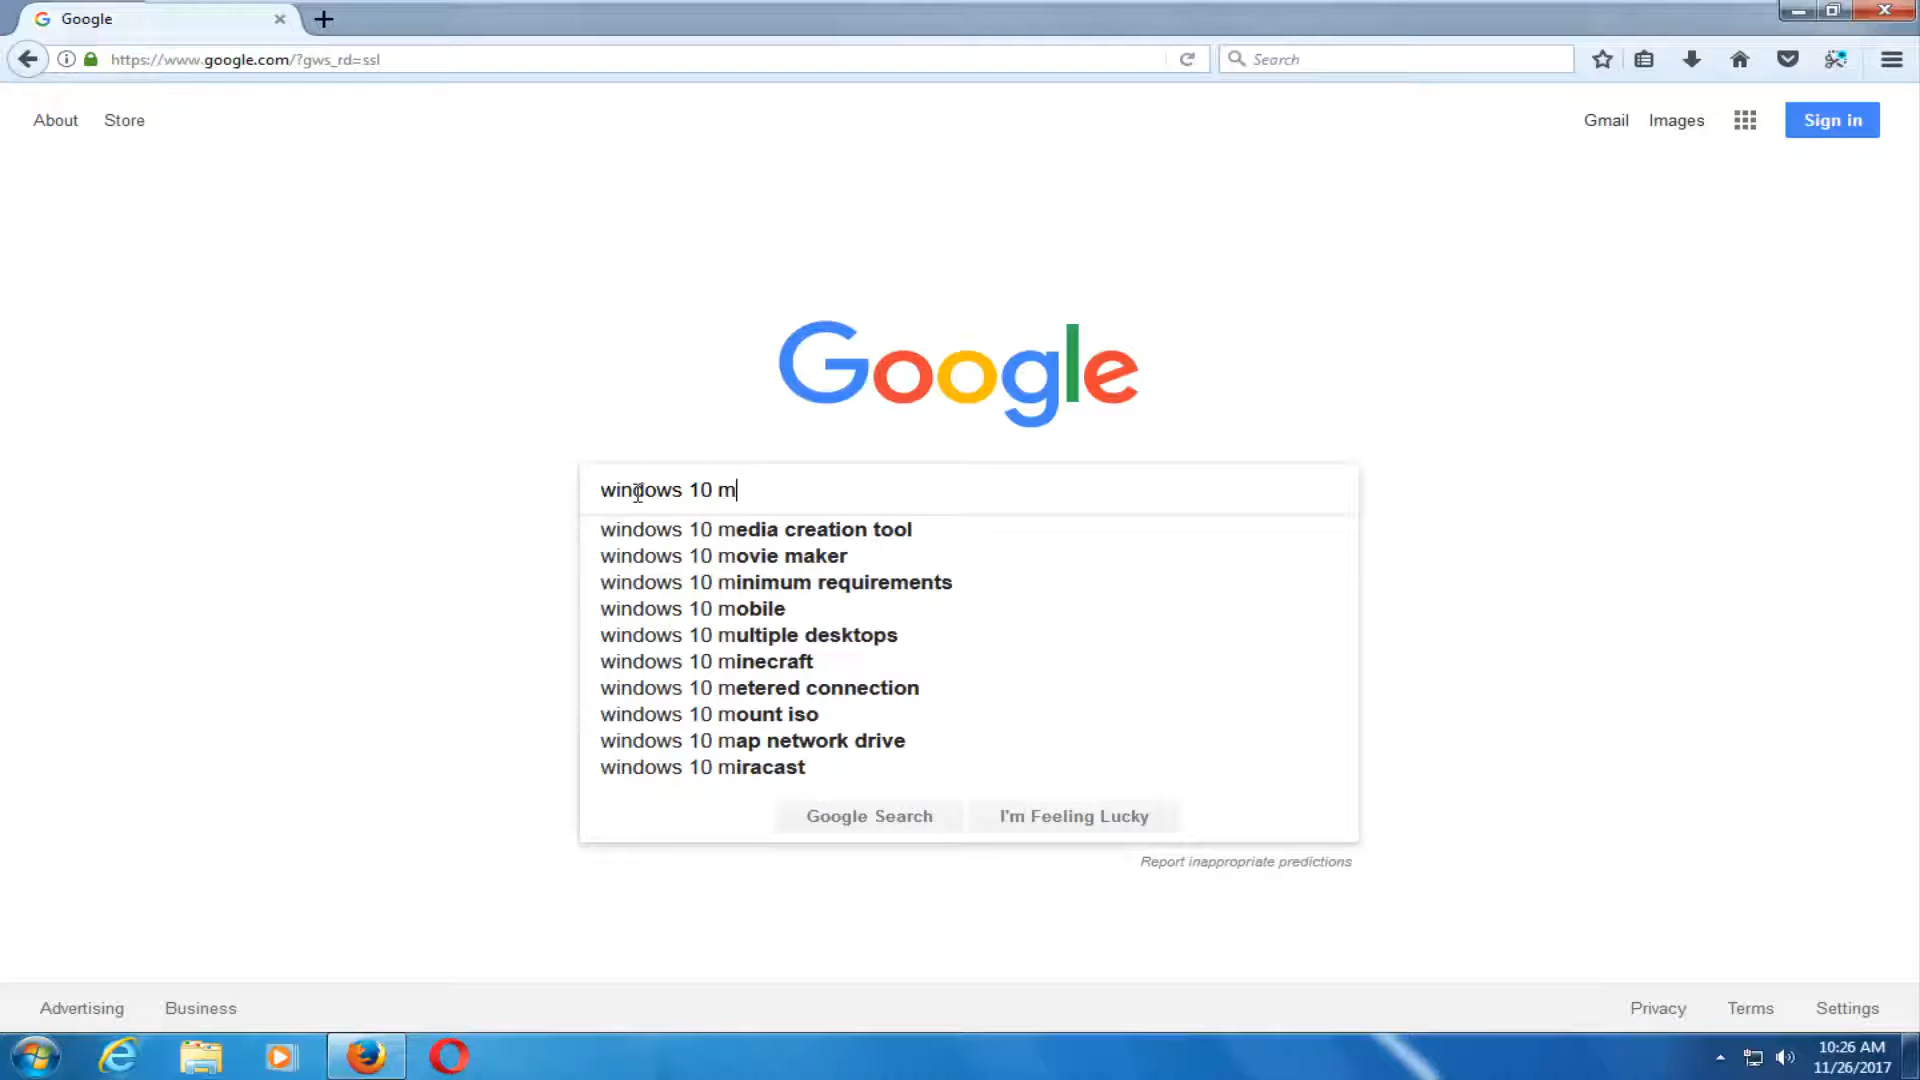 Google
https://www.google.com/?gws_rd=ssl
Search
About
Store
Gmail
Images
Sign in
Google
windows 10 m
windows 10 media creation tool
windows 10 movie maker
windows 10 minimum requirements
windows 10 mobile
windows 10 multiple desktops
windows 10 minecraft
windows 10 metered connection
windows 10 mount iso
windows 10 map network drive
windows 10 miracast
Google Search
I'm Feeling Lucky
Report inappropriate predictions
Advertising
Business
Privacy
Terms
Settings
10:26 AM
11/26/2017